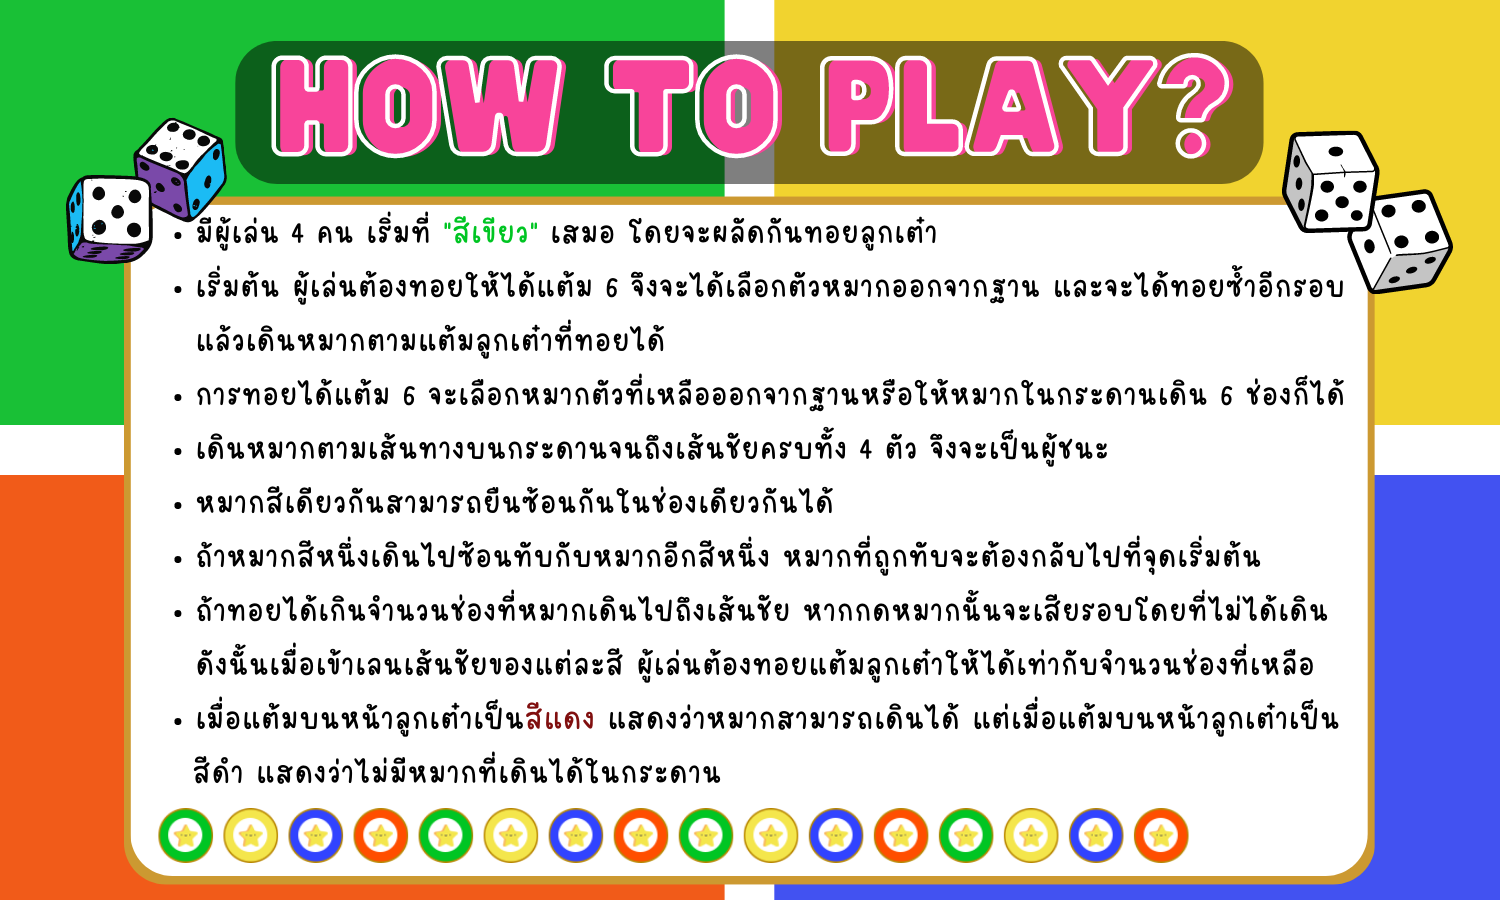 HOW TO PLAY?
• มีผู้เล่น 4 คน เริ่มที่ "สีเขียว" เสมอ โดยจะผลัดกันทอยลูกเต๋า
• เริ่มต้น ผู้เล่นต้องทอยให้ได้แต้ม 6 จึงจะได้เลือกตัวหมากออกจากฐาน และจะได้ทอยซ้ำอีกรอบ
แล้วเดินหมากตามแต้มลูกเต๋าที่ทอยได้
• การทอยได้แต้ม 6 จะเลือกหมากตัวที่เหลือออกจากฐานหรือให้หมากในกระดานเดิน 6 ช่องก็ได้
• เดินหมากตามเส้นทางบนกระดานจนถึงเส้นชัยครบทั้ง 4 ตัว จึงจะเป็นผู้ชนะ
• หมากสีเดียวกันสามารถยืนซ้อนกันในช่องเดียวกันได้
• ถ้าหมากสีหนึ่งเดินไปซ้อนทับกับหมากอีกสีหนึ่ง หมากที่ถูกทับจะต้องกลับไปที่จุดเริ่มต้น
• ถ้าทอยได้เกินจำนวนช่องที่หมากเดินไปถึงเส้นชัย หากกดหมากนั้นจะเสียรอบโดยที่ไม่ได้เดิน
ดังนั้นเมื่อเข้าเลนเส้นชัยของแต่ละสี ผู้เล่นต้องทอยแต้มลูกเต๋าให้ได้เท่ากับจำนวนช่องที่เหลือ
• เมื่อแต้มบนหน้าลูกเต๋าเป็นสีแดง แสดงว่าหมากสามารถเดินได้ แต่เมื่อแต้มบนหน้าลูกเต๋าเป็น
สีดำ แสดงว่าไม่มีหมากที่เดินได้ในกระดาน